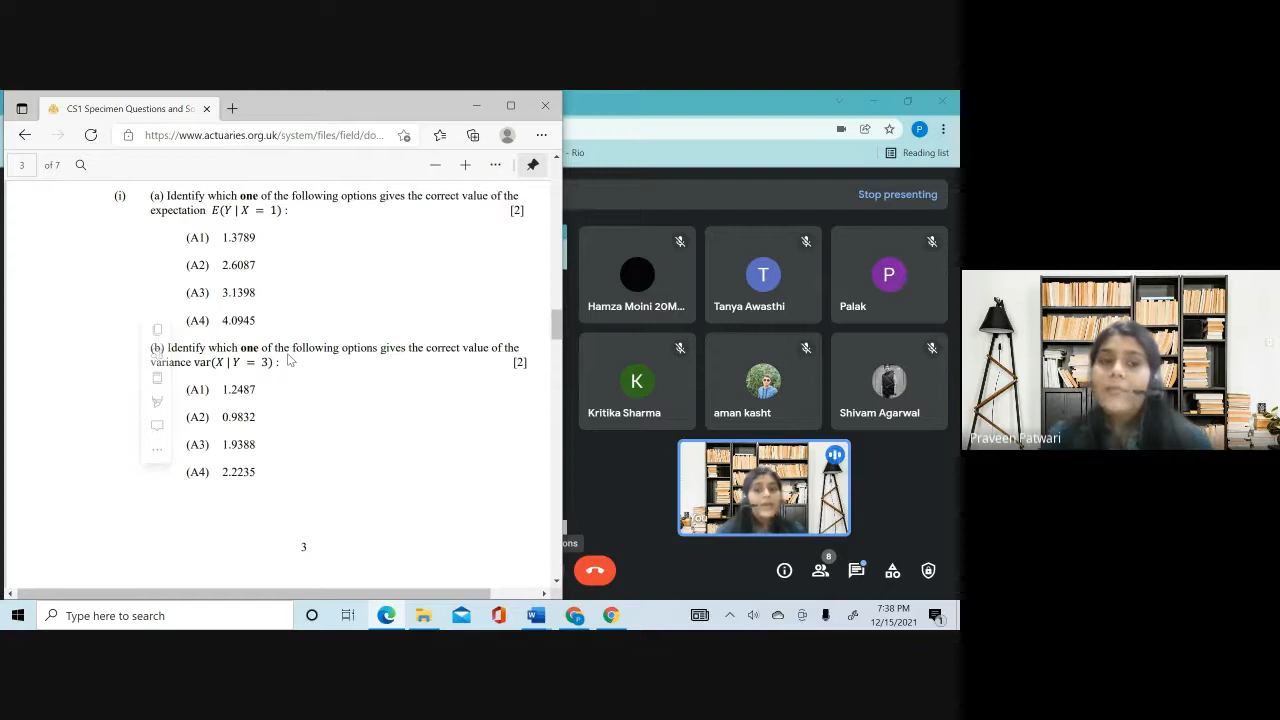 CS1 Specimen Questions and So
https://www.actuaries.org.uk/system/files/field/do...
3 of 7
- Rio
Reading list
P
Stop presenting
(i) (a) Identify which one of the following options gives the correct value of the
expectation E(Y | X = 1) : [2]
(A1) 1.3789
(A2) 2.6087
(A3) 3.1398
(A4) 4.0945
(b) Identify which one of the following options gives the correct value of the
variance var(X | Y = 3) : [2]
(A1) 1.2487
(A2) 0.9832
(A3) 1.9388
(A4) 2.2235
3
Hamza Moini 20M...
T
Tanya Awasthi
P
Palak
K
Kritika Sharma
aman kasht
Shivam Agarwal
You
ons
8
Praveen Patwari
Type here to search
7:38 PM
12/15/2021
1